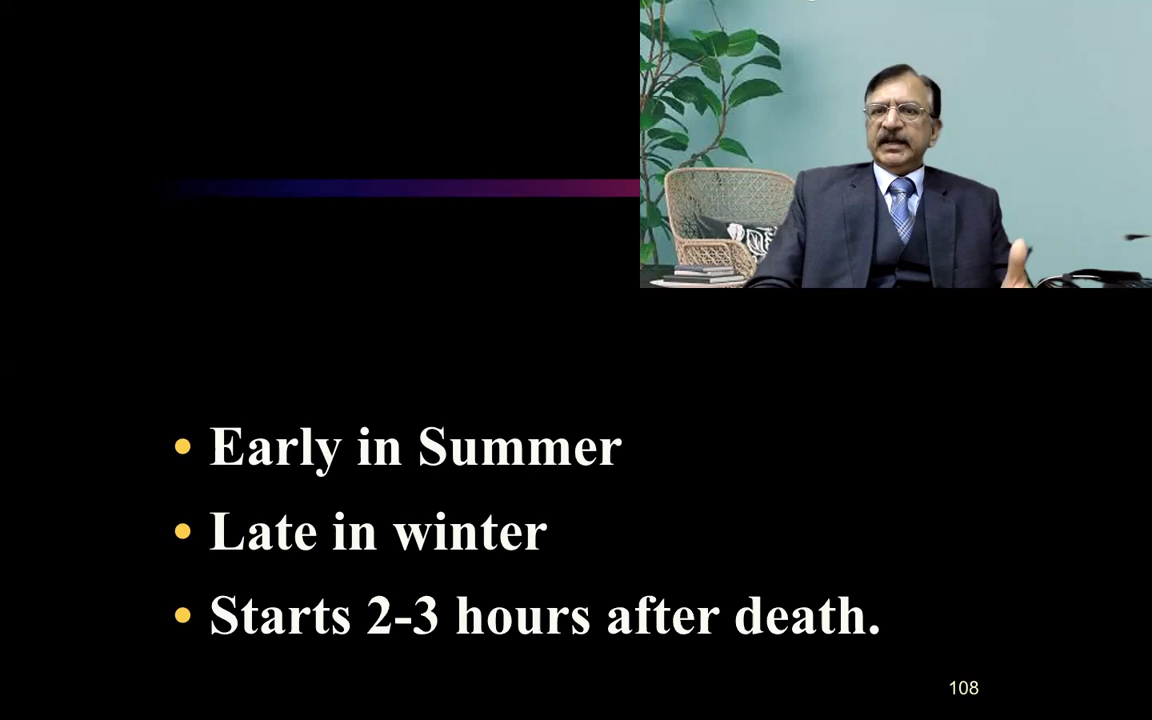 • Early in Summer
• Late in winter
• Starts 2-3 hours after death.
108